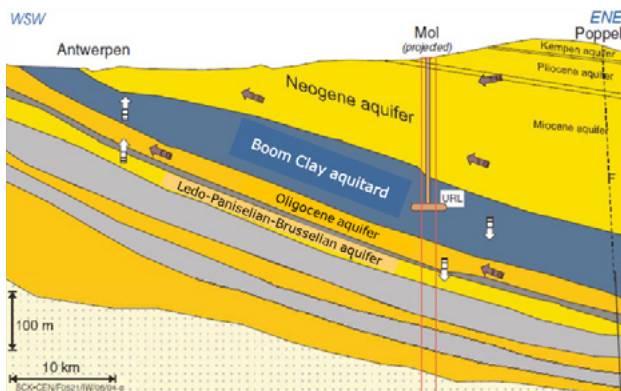 WSW
ENE
Antwerpen
Mol
(projected)
Poppel
Kempen aquifer
Pliocene aquifer
Neogene aquifer
Miocene aquifer
Boom Clay aquitard
F
URL
Oligocene aquifer
Ledo-Paniselian-Brussellian aquifer
100 m
10 km